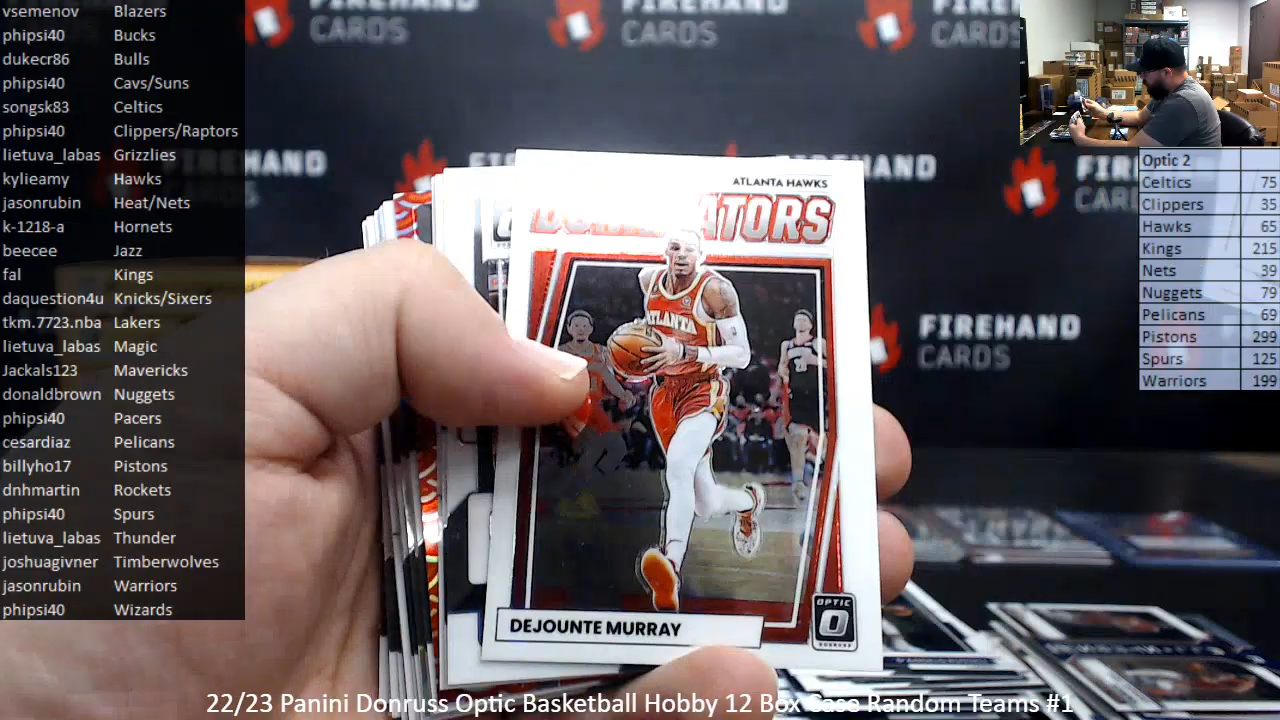 vsemenov Blazers
phipsi40 Bucks
dukecr86 Bulls
phipsi40 Cavs/Suns
songsk83 Celtics
phipsi40 Clippers/Raptors
lietuva_labas Grizzlies
kylieamy Hawks
jasonrubin Heat/Nets
k-1218-a Hornets
beecee Jazz
fal Kings
daquestion4u Knicks/Sixers
tkm.7723.nba Lakers
lietuva_labas Magic
Jackals123 Mavericks
donaldbrown Nuggets
phipsi40 Pacers
cesardiaz Pelicans
billyho17 Pistons
dnhmartin Rockets
phipsi40 Spurs
lietuva_labas Thunder
joshuagivner Timberwolves
jasonrubin Warriors
phipsi40 Wizards
CARDS
CARDS
FIREHAND
CARDS
ATLANTA HAWKS
ATLANTA
DEJOUNTE MURRAY
OPTIC
DONRUSS
Optic 2
Celtics 75
Clippers 35
Hawks 65
Kings 215
Nets 39
Nuggets 79
Pelicans 69
Pistons 299
Spurs 125
Warriors 199
22/23 Panini Donruss Optic Basketball Hobby 12 Box Case Random Teams #1